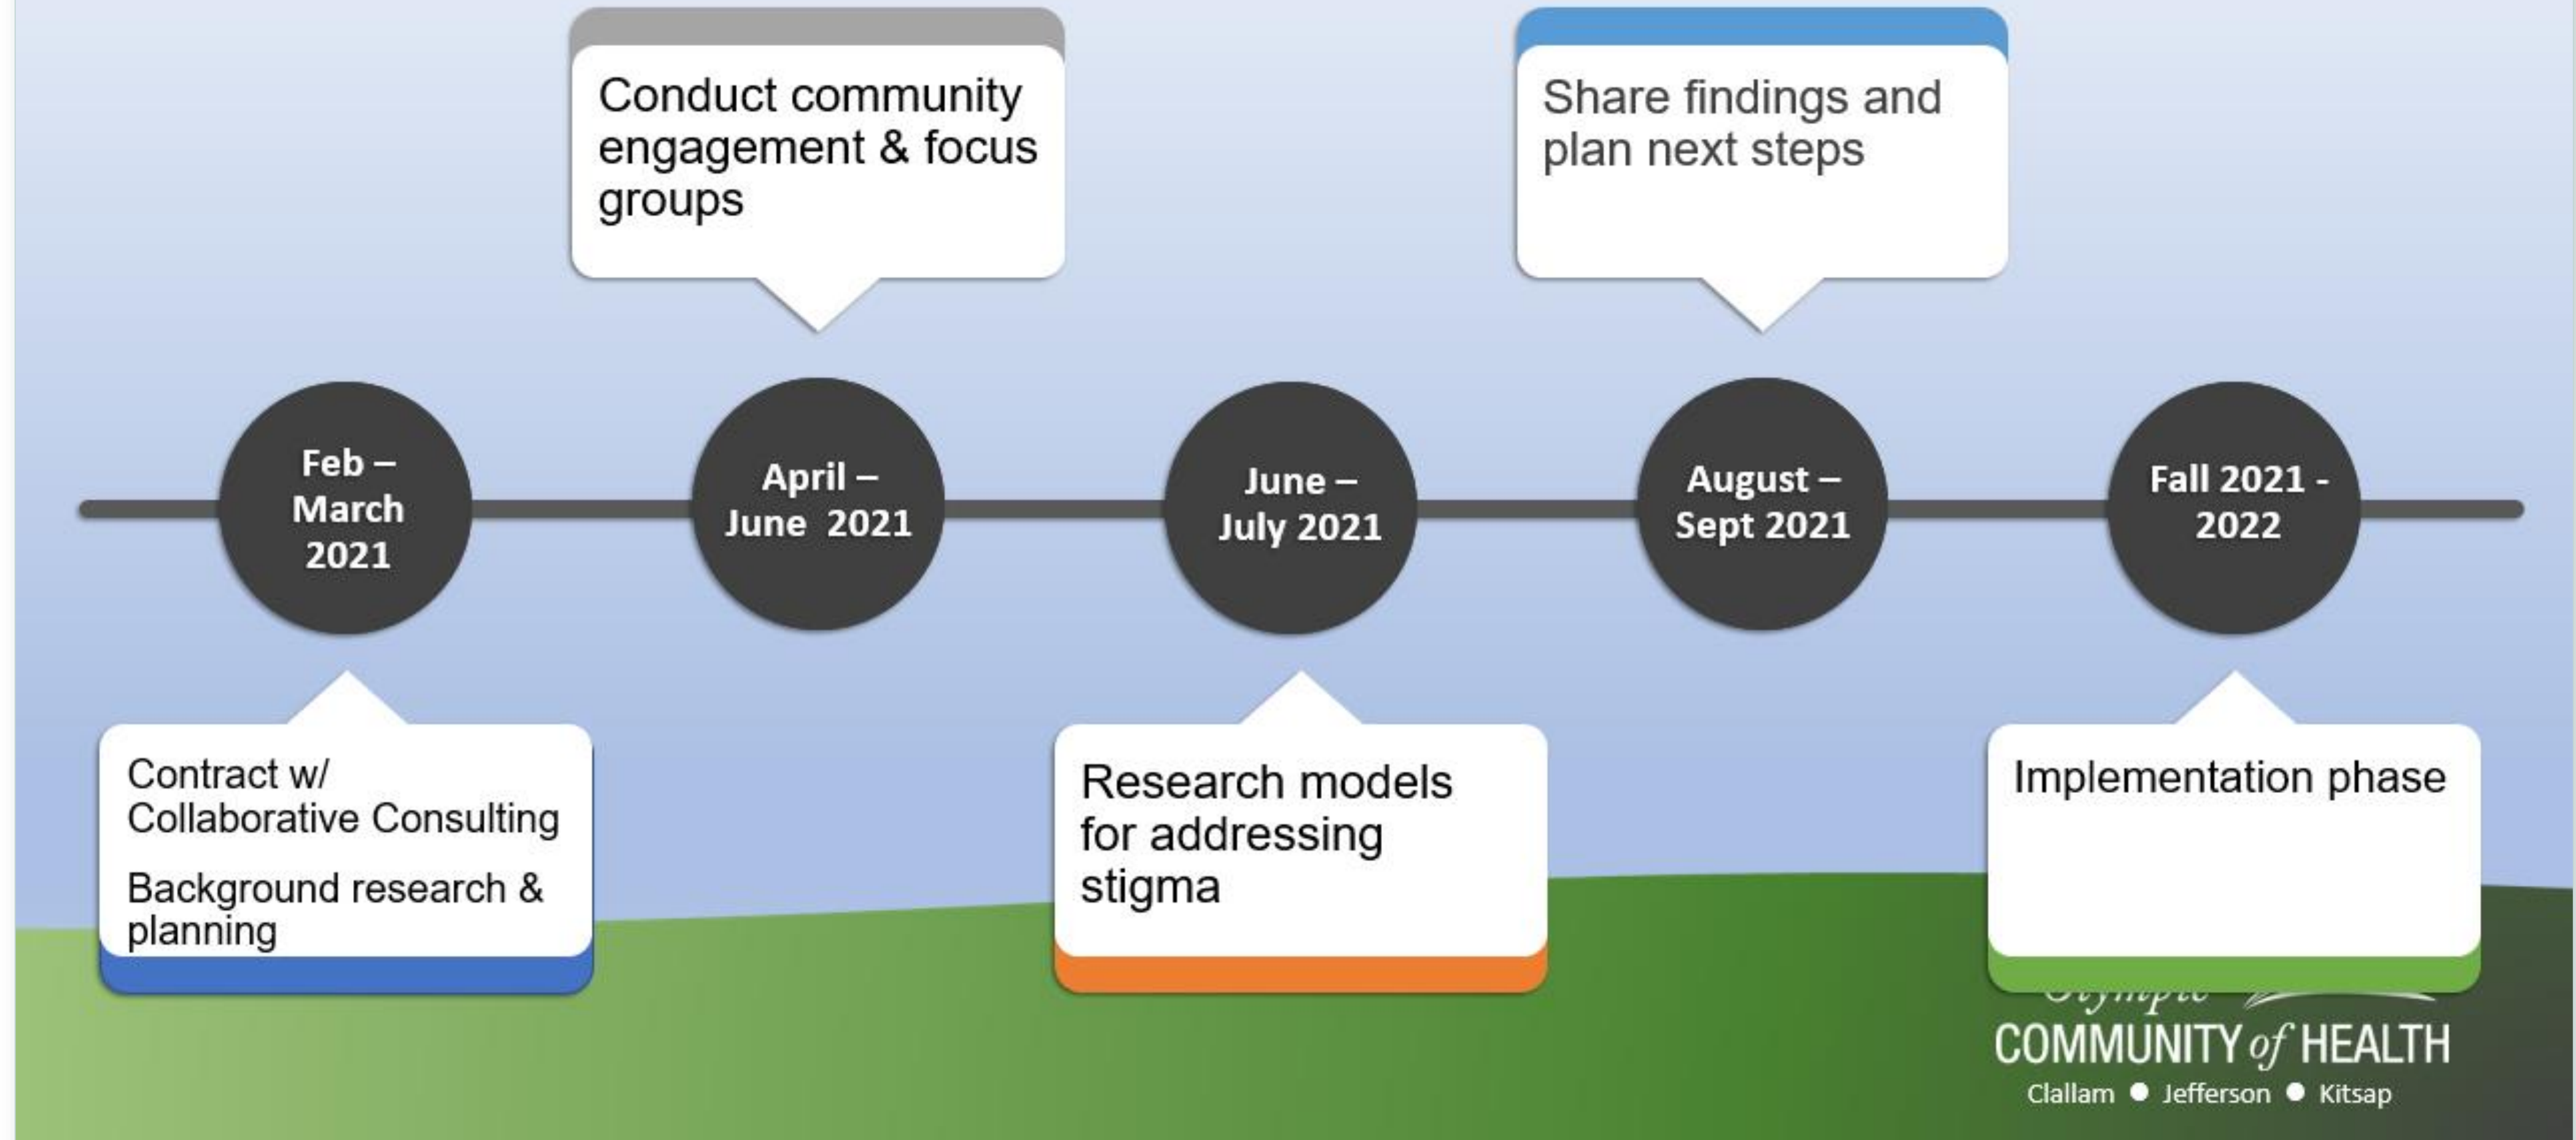 Conduct community
engagement & focus
groups
Share findings and
plan next steps
Feb –
March
2021
April –
June  2021
June –
July 2021
August –
Sept 2021
Fall 2021 -
2022
Contract w/
Collaborative Consulting
Background research &
planning
Research models
for addressing
stigma
Implementation phase
Olympic
COMMUNITY of HEALTH
Clallam ● Jefferson ● Kitsap